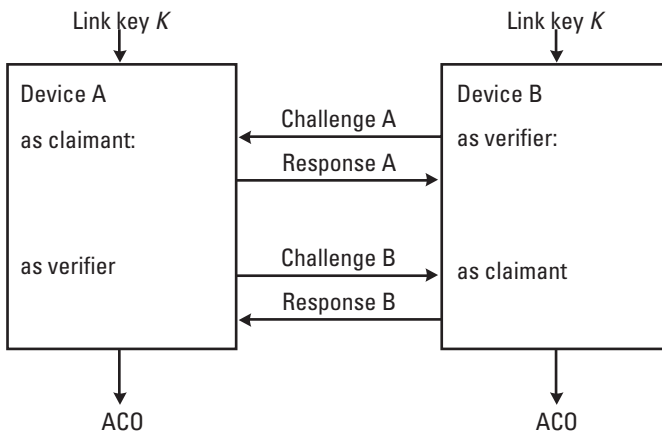 Link key K
Link key K
Device A
as claimant:
as verifier
Challenge A
Response A
Challenge B
Response B
Device B
as verifier:
as claimant
ACO
ACO